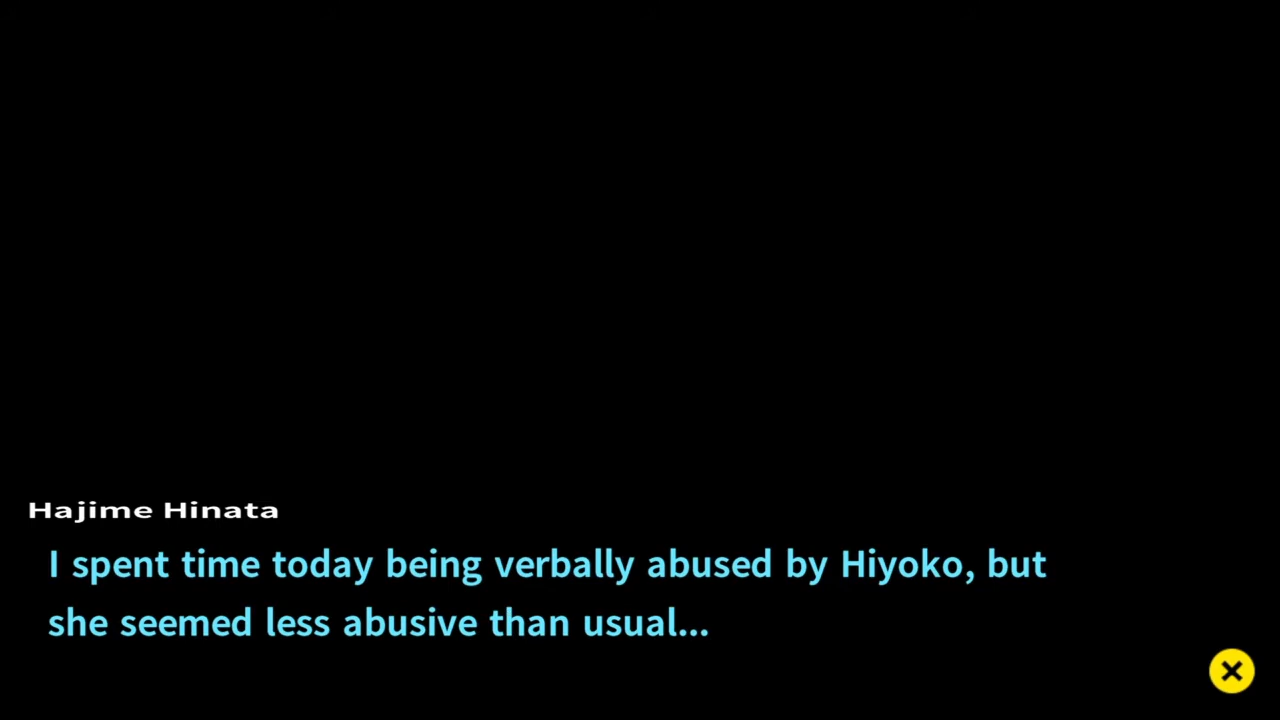 Hajime Hinata
I spent time today being verbally abused by Hiyoko, but
she seemed less abusive than usual...